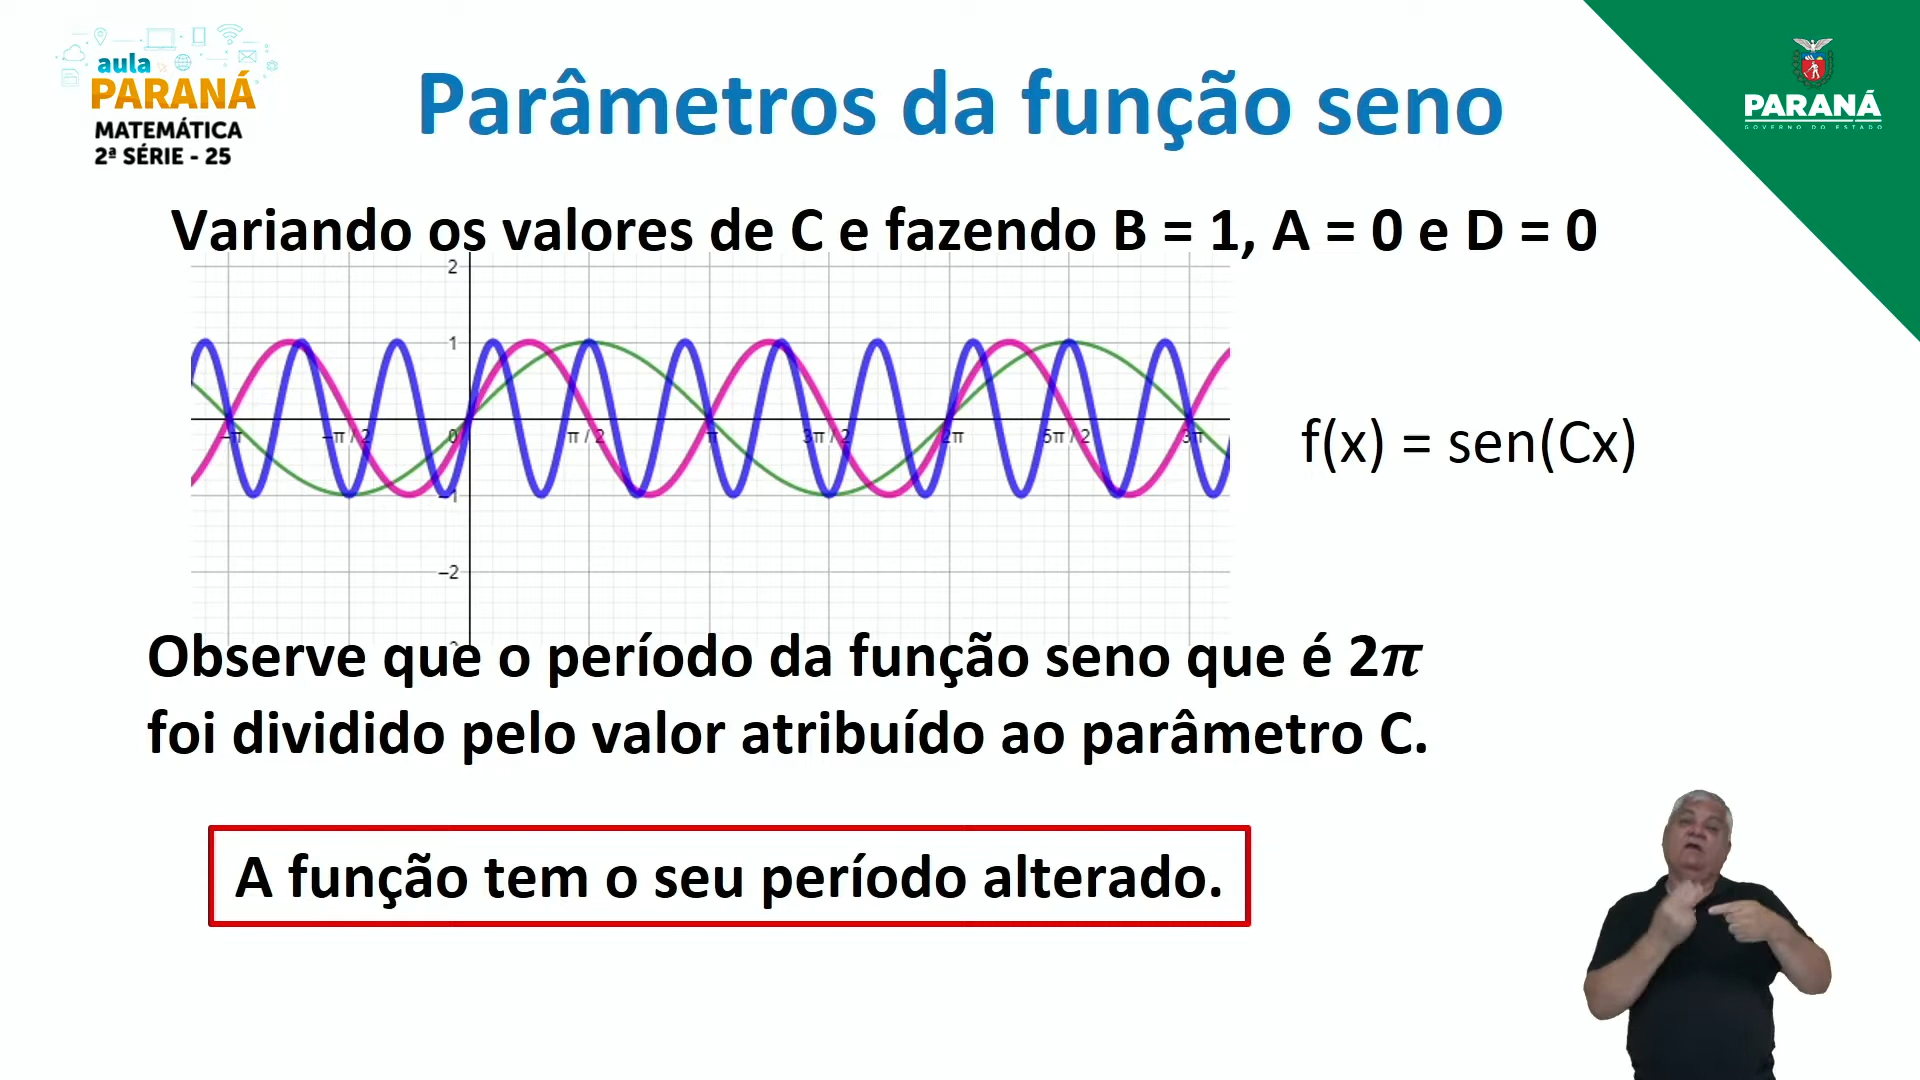 aula
PARANÁ
MATEMÁTICA
2ª SÉRIE - 25
Parâmetros da função seno
PARANÁ
GOVERNO DO ESTADO
Variando os valores de C e fazendo B = 1, A = 0 e D = 0
2
1
−π
−π / 2
0
π / 2
π
3π / 2
2π
5π / 2
3π
−1
−2
f(x) = sen(Cx)
Observe que o período da função seno que é 2π
foi dividido pelo valor atribuído ao parâmetro C.
A função tem o seu período alterado.